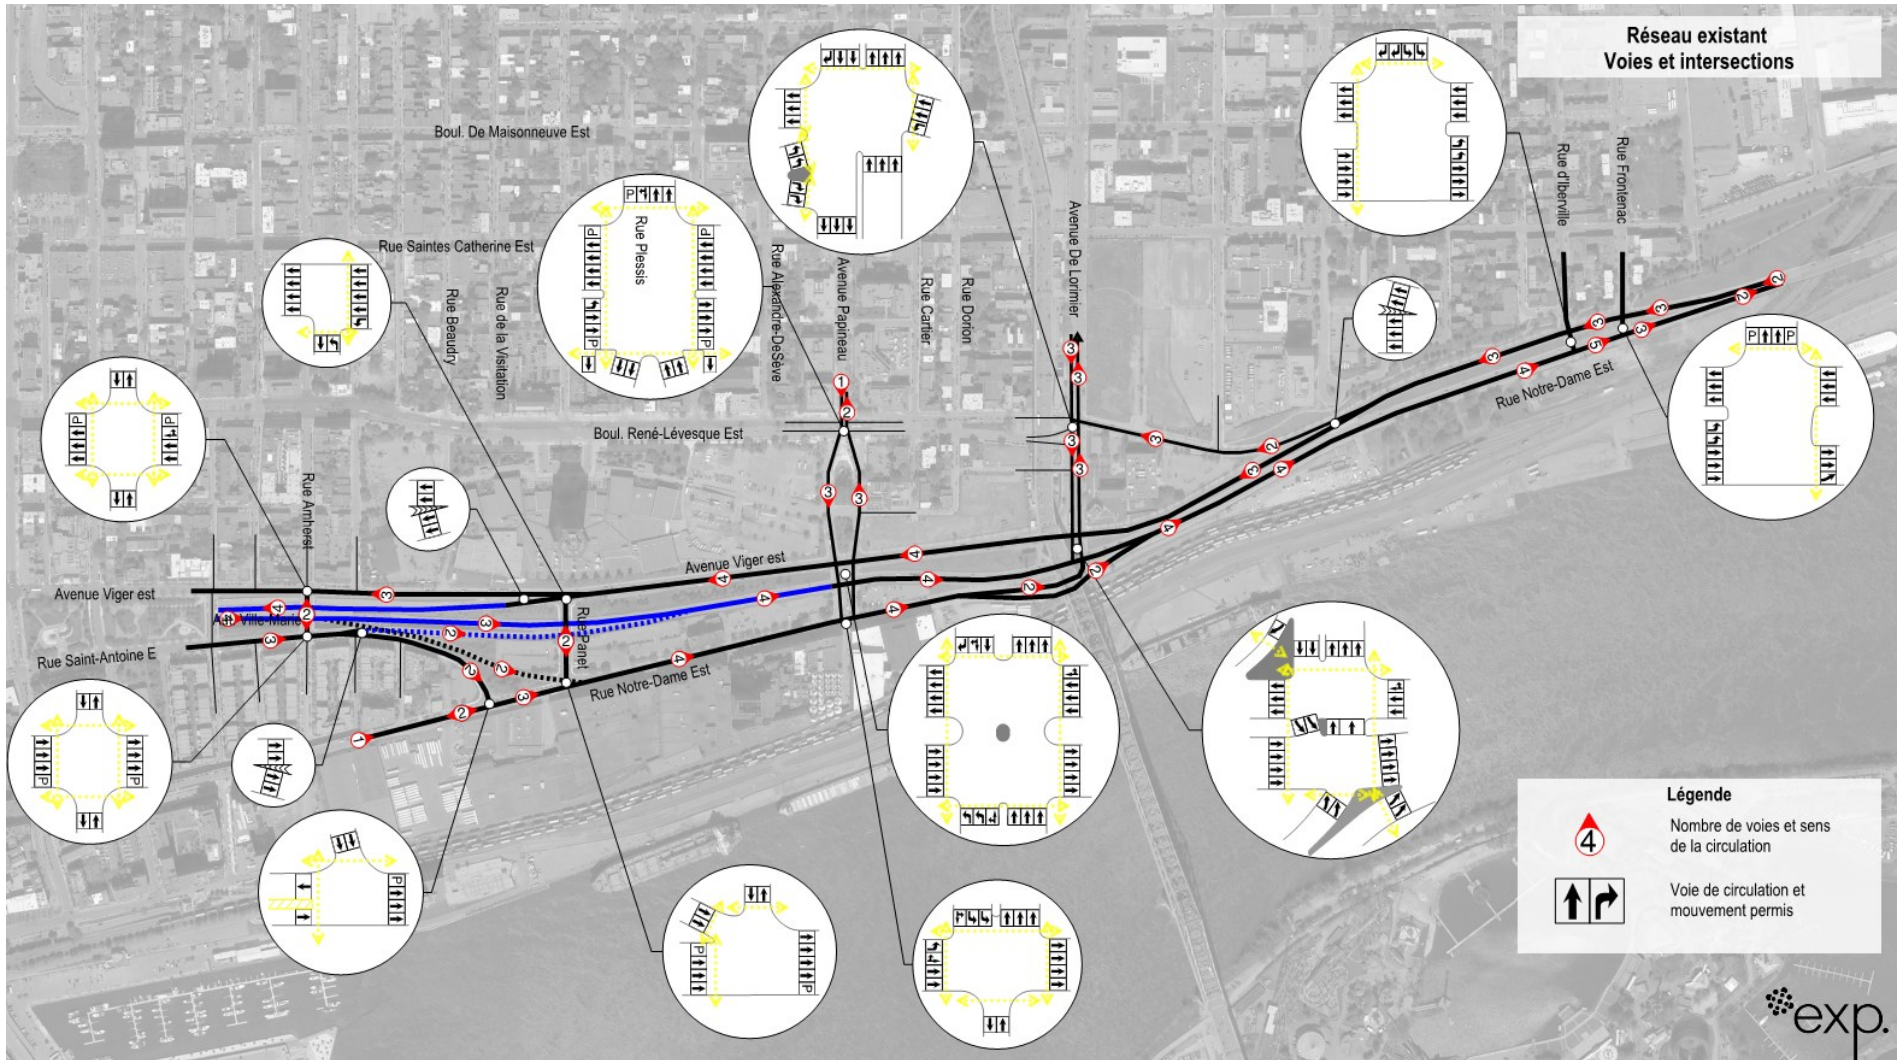 Réseau existant
Voies et intersections
Boul. De Maisonneuve Est
Rue d'Iberville
Rue Frontenac
Rue Saintes Catherine Est
Rue Plessis
Rue Beaudry
Rue de la Visitation
Rue Alexandre-DeSève
Avenue Papineau
Rue Cartier
Rue Dorion
Avenue De Lorimier
Rue Notre-Dame Est
Boul. René-Lévesque Est
Rue Amherst
Avenue Viger est
Avenue Viger est
Rue Panet
Rue Saint-Antoine E
Rue Notre-Dame Est
Légende
4
Nombre de voies et sens
de la circulation
Voie de circulation et
mouvement permis
exp.